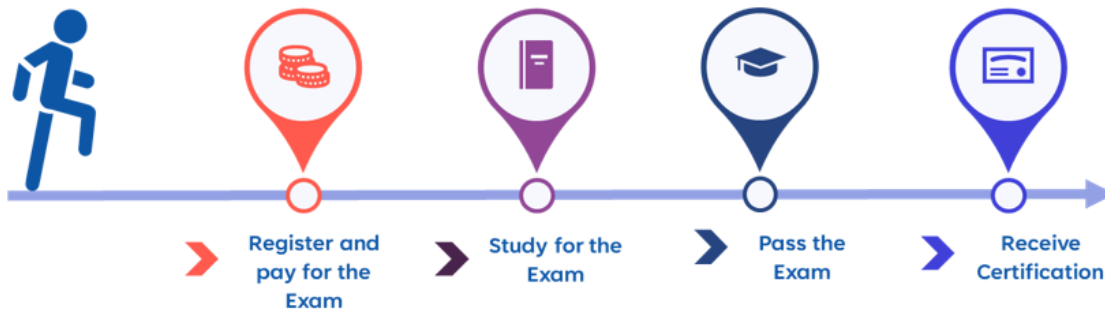 Register and
pay for the
Exam
Study for the
Exam
Pass the
Exam
Receive
Certification